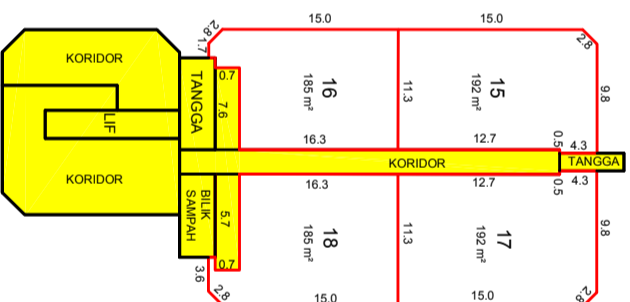 15.0
15.0
2.8
1.7
2.8
KORIDOR
TANGGA
0.7
7.6
16
185 m²
11.3
15
192 m²
9.8
LIF
16.3
12.7
0.5
4.3
KORIDOR
TANGGA
KORIDOR
16.3
12.7
0.5
4.3
BILIK
SAMPAH
5.7
0.7
18
185 m²
11.3
17
192 m²
9.8
3.6
2.8
15.0
15.0
2.8